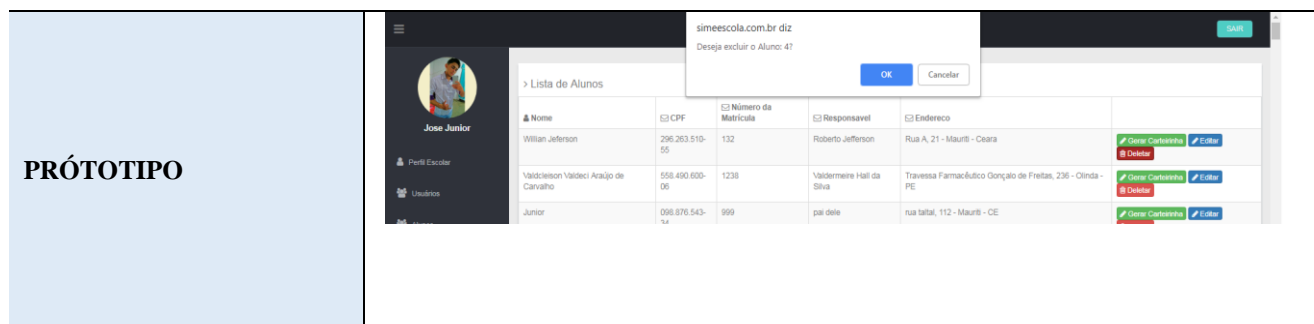 PRÓTOTIPO
simeescola.com.br diz
Deseja excluir o Aluno: 4?
OK Cancelar
SAIR
Jose Junior
Perfil Escolar
Usuários
> Lista de Alunos
Nome CPF Número da Matrícula Responsavel Endereco
Willian Jeferson 296.263.510-55 132 Roberto Jefferson Rua A, 21 - Mauriti - Ceara Gerar Carteirinha Editar Deletar
Valdcleison Valdeci Araújo de Carvalho 558.490.600-06 1238 Valdermeire Hall da Silva Travessa Farmacêutico Gonçalo de Freitas, 236 - Olinda - PE Gerar Carteirinha Editar Deletar
Junior 098.876.543- 999 pai dele rua taltal, 112 - Mauriti - CE Gerar Carteirinha Editar